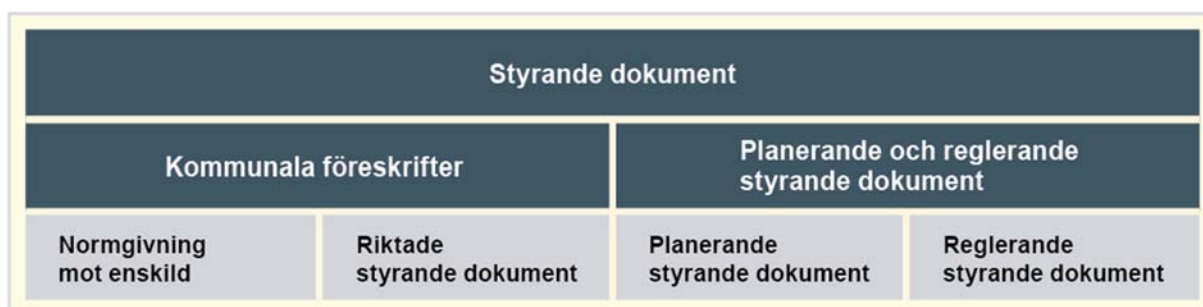 Styrande dokument
Kommunala föreskrifter
Planerande och reglerande
styrande dokument
Normgivning
mot enskild
Riktade
styrande dokument
Planerande
styrande dokument
Reglerande
styrande dokument